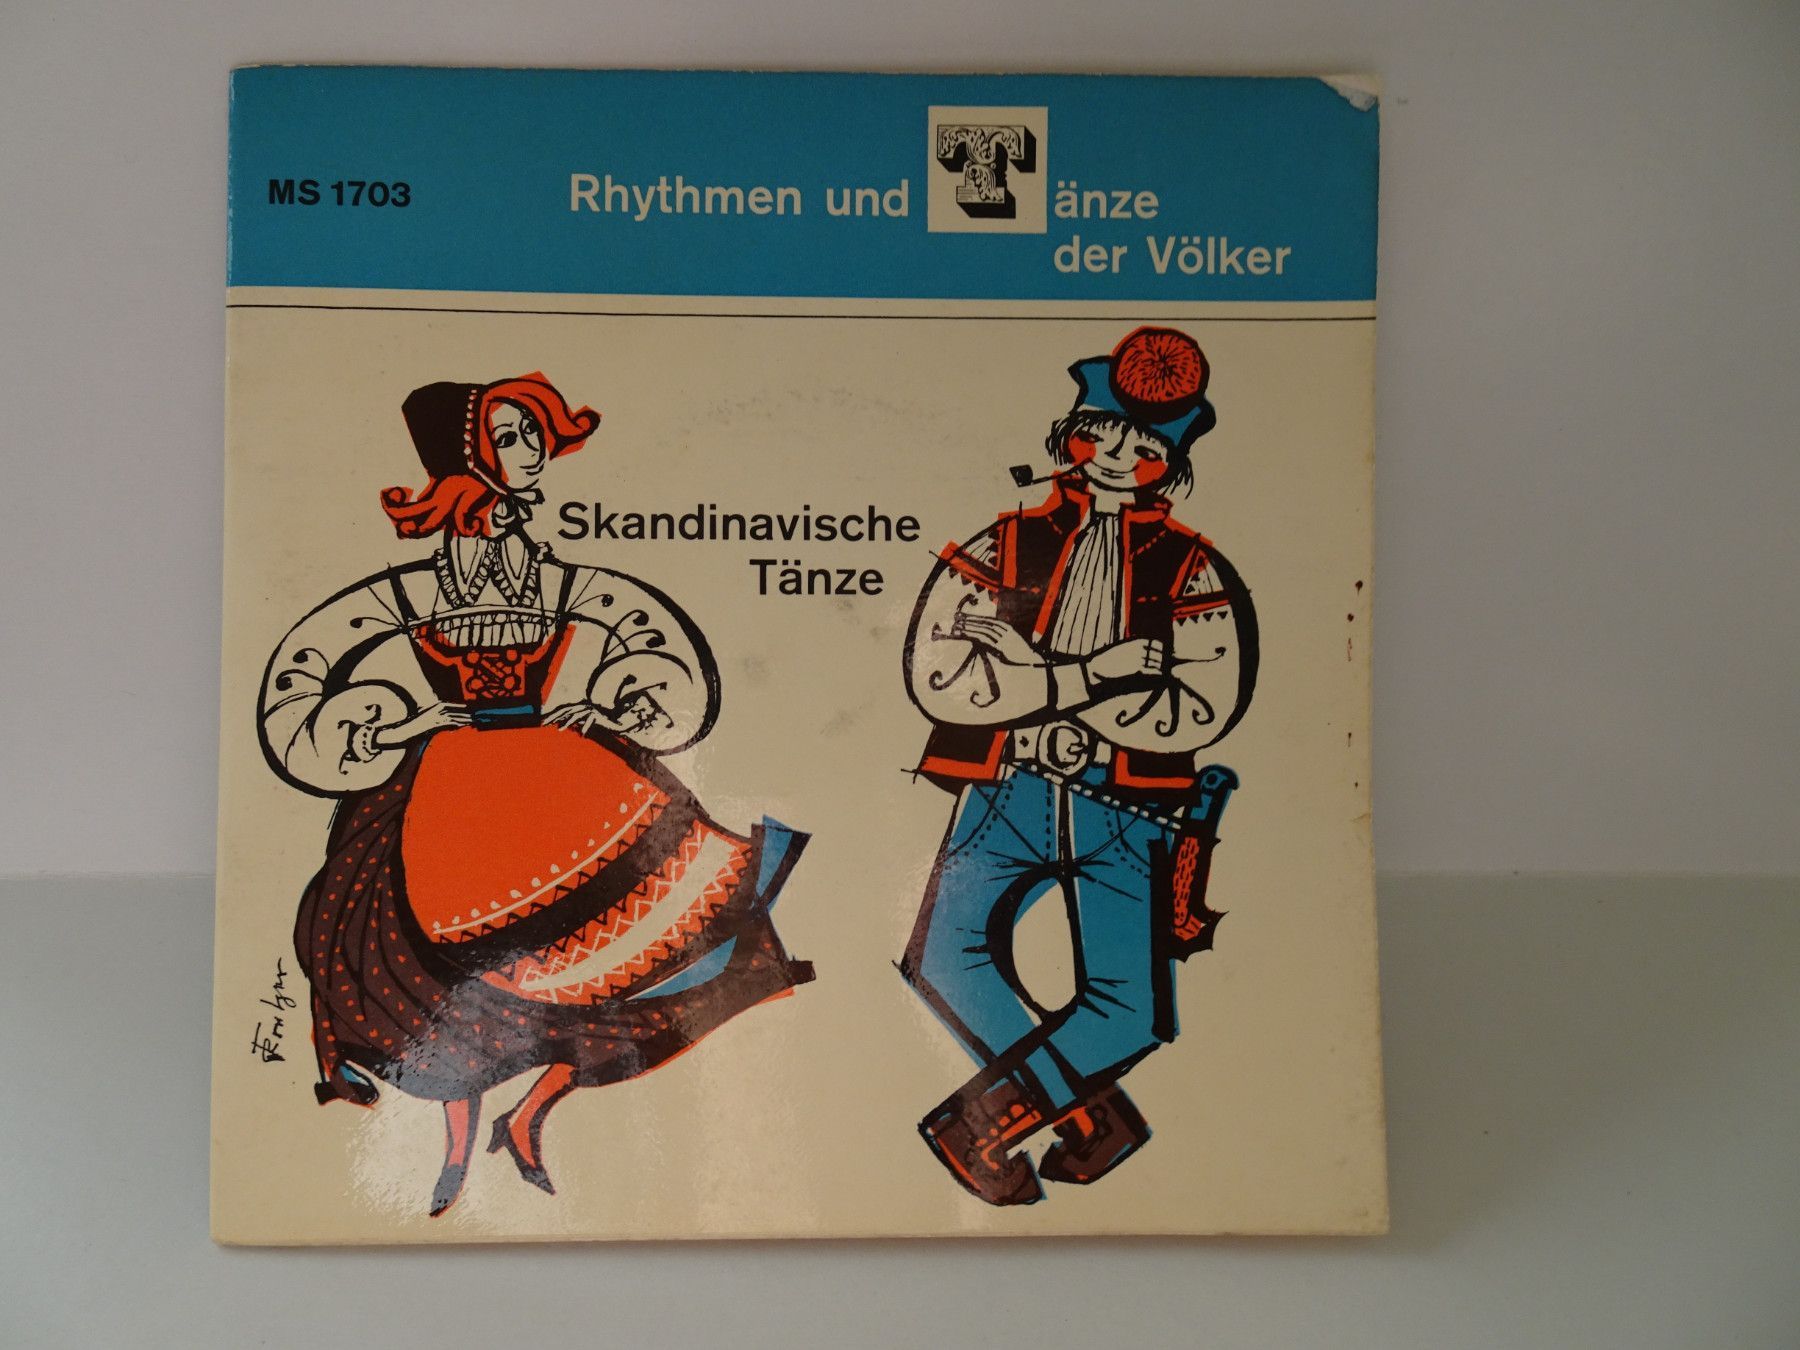 MS 1703
Rhythmen und Tänze
der Völker
Skandinavische
Tänze